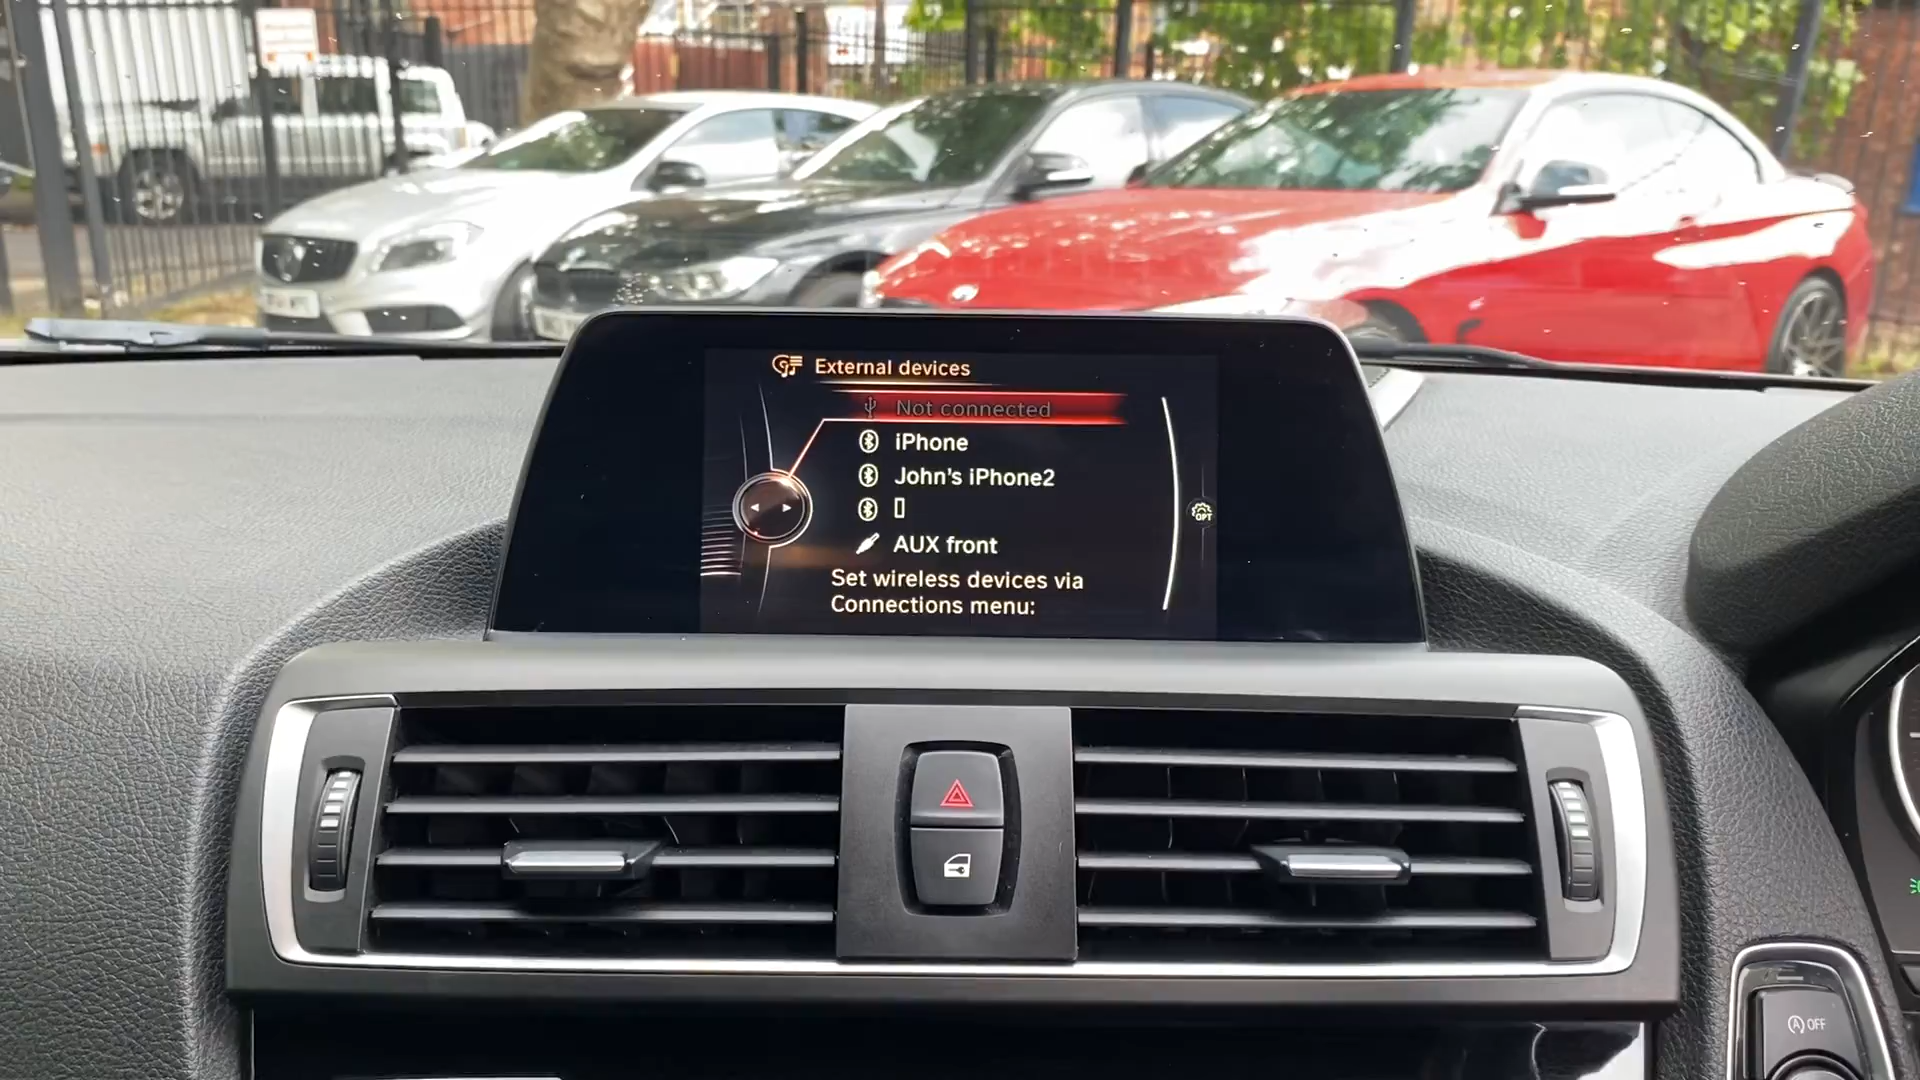 External devices
Not connected
iPhone
John's iPhone2
AUX front
Set wireless devices via
Connections menu:
OPT
A OFF